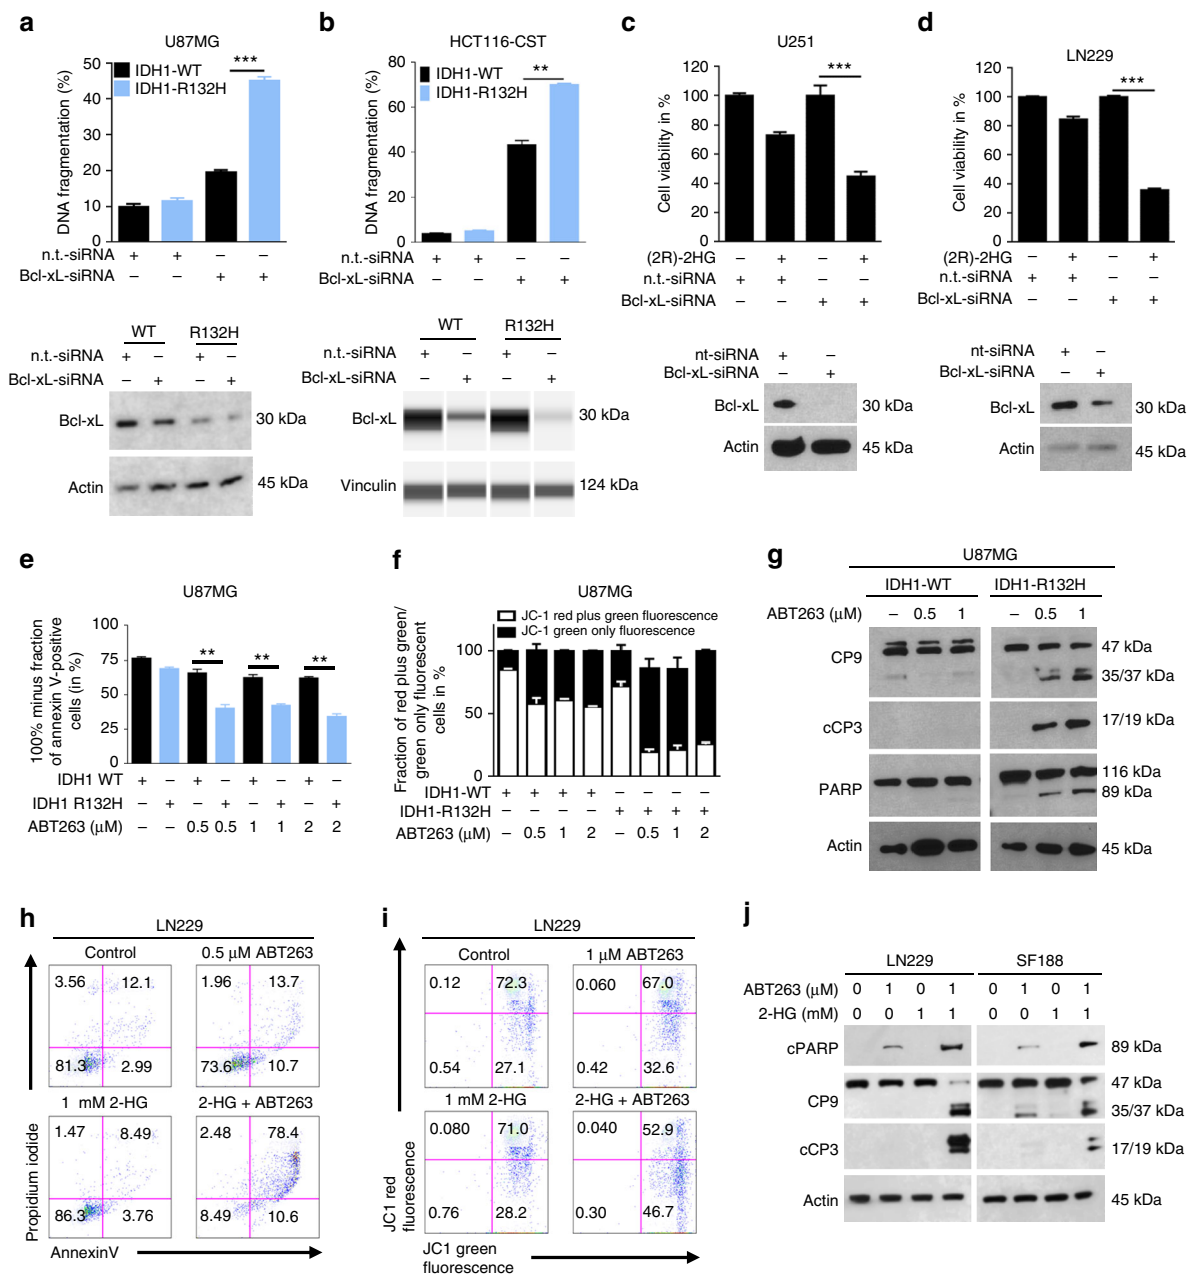 a
U87MG
DNA fragmentation (%)
50
40
30
20
10
0
IDH1-WT
IDH1-R132H
***
n.t.-siRNA + + – –
Bcl-xL-siRNA – – + +
WT R132H
n.t.-siRNA + – + –
Bcl-xL-siRNA – + – +
Bcl-xL 30 kDa
Actin 45 kDa
b
HCT116-CST
DNA fragmentation (%)
80
60
40
20
0
IDH1-WT
IDH1-R132H
**
n.t.-siRNA + + – –
Bcl-xL-siRNA – – + +
WT R132H
n.t.-siRNA + – + –
Bcl-xL-siRNA – + – +
Bcl-xL 30 kDa
Vinculin 124 kDa
c
U251
Cell viability in %
120
100
80
60
40
20
0
***
(2R)-2HG – + – +
n.t.-siRNA + + – –
Bcl-xL-siRNA – – + +
nt-siRNA + –
Bcl-xL-siRNA – +
Bcl-xL 30 kDa
Actin 45 kDa
d
LN229
Cell viability in %
120
100
80
60
40
20
0
***
(2R)-2HG – + – +
n.t.-siRNA + + – –
Bcl-xL-siRNA – – + +
nt-siRNA + –
Bcl-xL-siRNA – +
Bcl-xL 30 kDa
Actin 45 kDa
e
U87MG
100% minus fraction
of annexin V-positive
cells (in %)
100
75
50
25
0
** ** **
IDH1 WT + – + – + – + –
IDH1 R132H – + – + – + – +
ABT263 (μM) – – 0.5 0.5 1 1 2 2
f
U87MG
Fraction of red plus green/
green only fluorescent
cells in %
JC-1 red plus green fluorescence
JC-1 green only fluorescence
100
50
0
IDH1-WT + + + + – – – –
IDH1-R132H – – – – + + + +
ABT263 (μM) – 0.5 1 2 – 0.5 1 2
g
U87MG
IDH1-WT IDH1-R132H
ABT263 (μM) – 0.5 1 – 0.5 1
CP9 47 kDa
35/37 kDa
cCP3 17/19 kDa
PARP 116 kDa
89 kDa
Actin 45 kDa
h
LN229
Control 0.5 μM ABT263
3.56 12.1 1.96 13.7
81.3 2.99 73.6 10.7
1 mM 2-HG 2-HG + ABT263
1.47 8.49 2.48 78.4
86.3 3.76 8.49 10.6
Propidium iodide
AnnexinV
i
LN229
Control 1 μM ABT263
0.12 72.3 0.060 67.0
0.54 27.1 0.42 32.6
1 mM 2-HG 2-HG + ABT263
0.080 71.0 0.040 52.9
0.76 28.2 0.30 46.7
JC1 red
fluorescence
JC1 green
fluorescence
j
LN229 SF188
ABT263 (μM) 0 1 0 1 0 1 0 1
2-HG (mM) 0 0 1 1 0 0 1 1
cPARP 89 kDa
CP9 47 kDa
35/37 kDa
cCP3 17/19 kDa
Actin 45 kDa